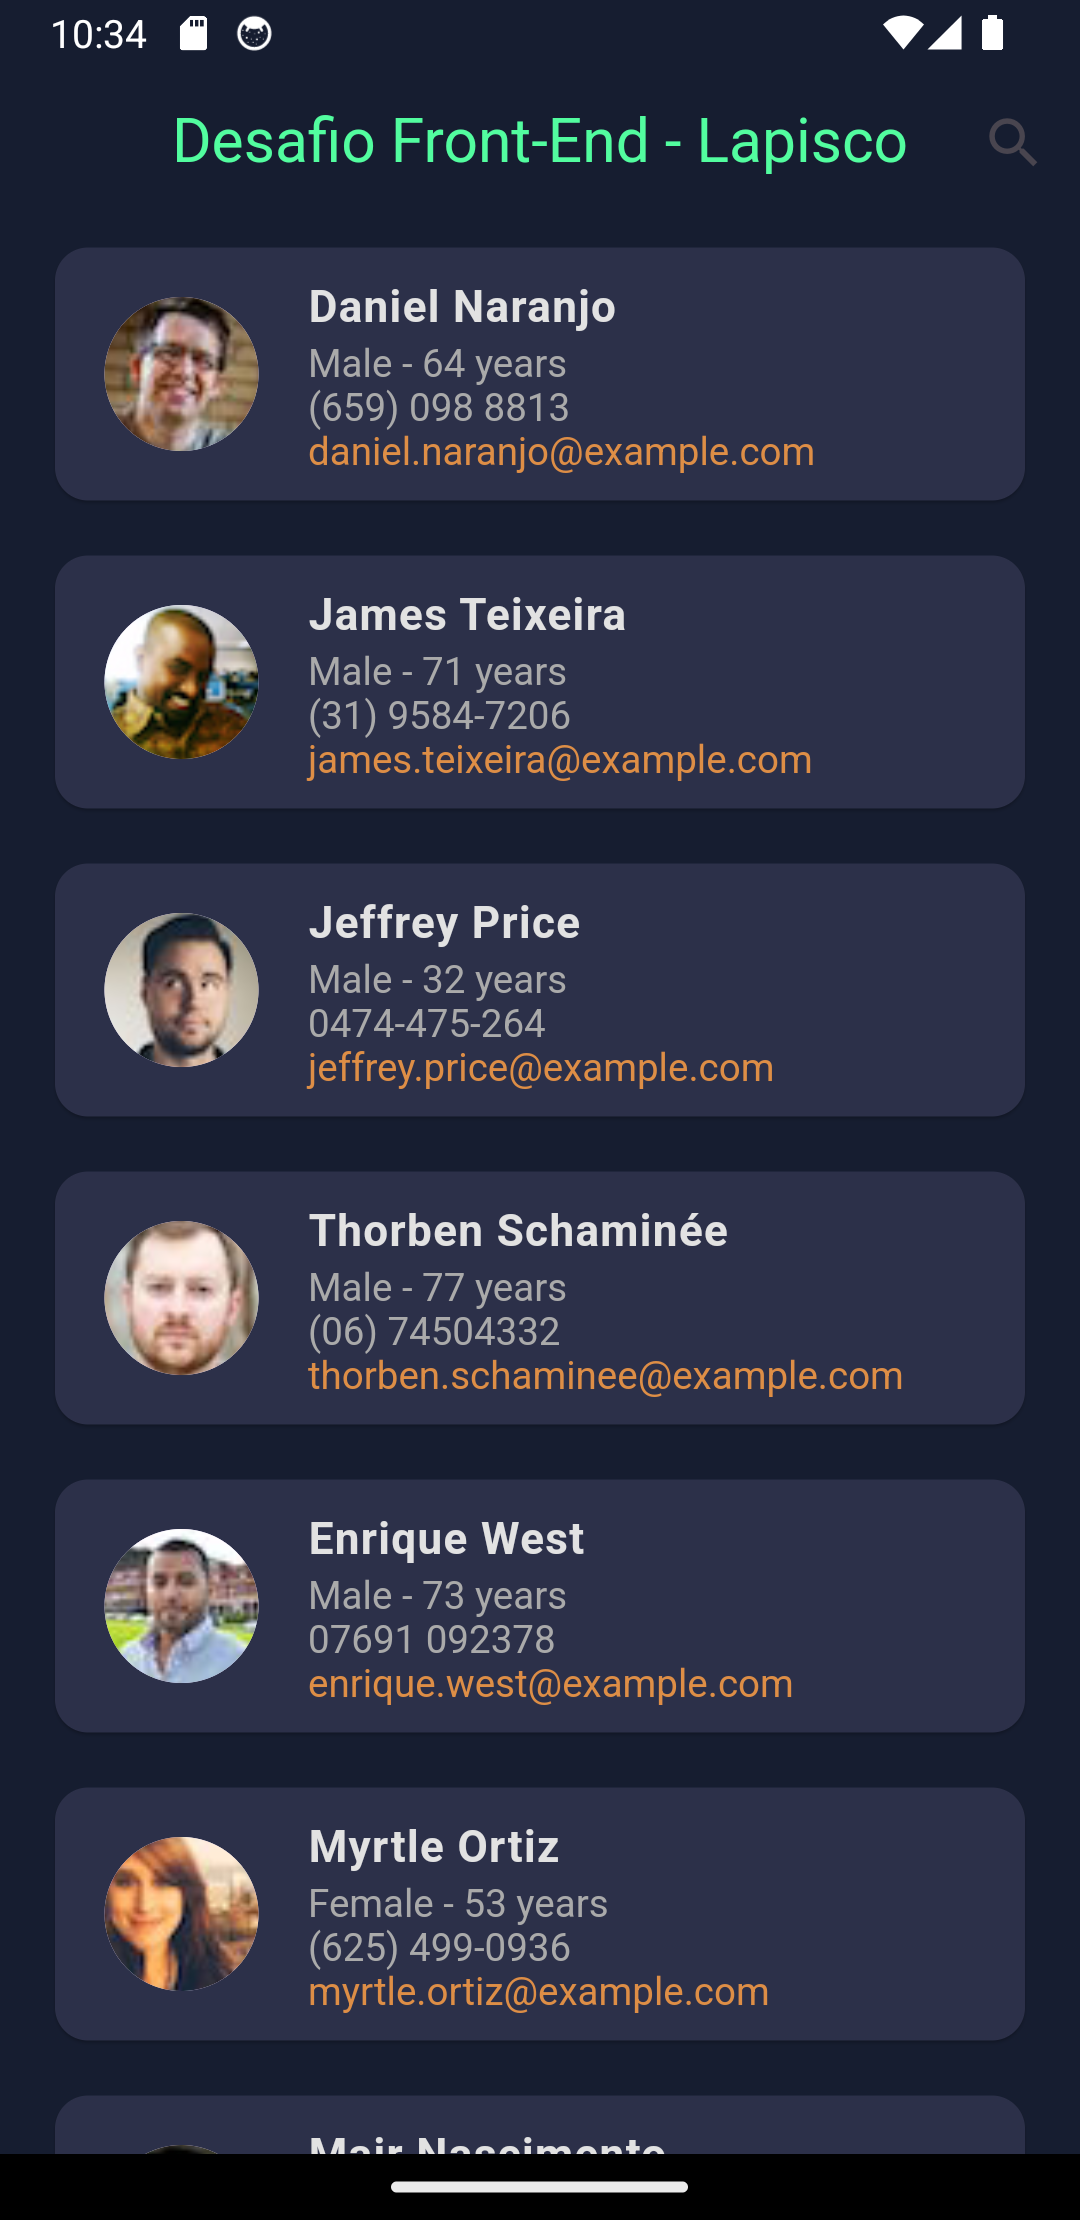 10:34
Desafio Front-End - Lapisco
Daniel Naranjo
Male - 64 years
(659) 098 8813
daniel.naranjo@example.com
James Teixeira
Male - 71 years
(31) 9584-7206
james.teixeira@example.com
Jeffrey Price
Male - 32 years
0474-475-264
jeffrey.price@example.com
Thorben Schaminée
Male - 77 years
(06) 74504332
thorben.schaminee@example.com
Enrique West
Male - 73 years
07691 092378
enrique.west@example.com
Myrtle Ortiz
Female - 53 years
(625) 499-0936
myrtle.ortiz@example.com
Mair Nascimento